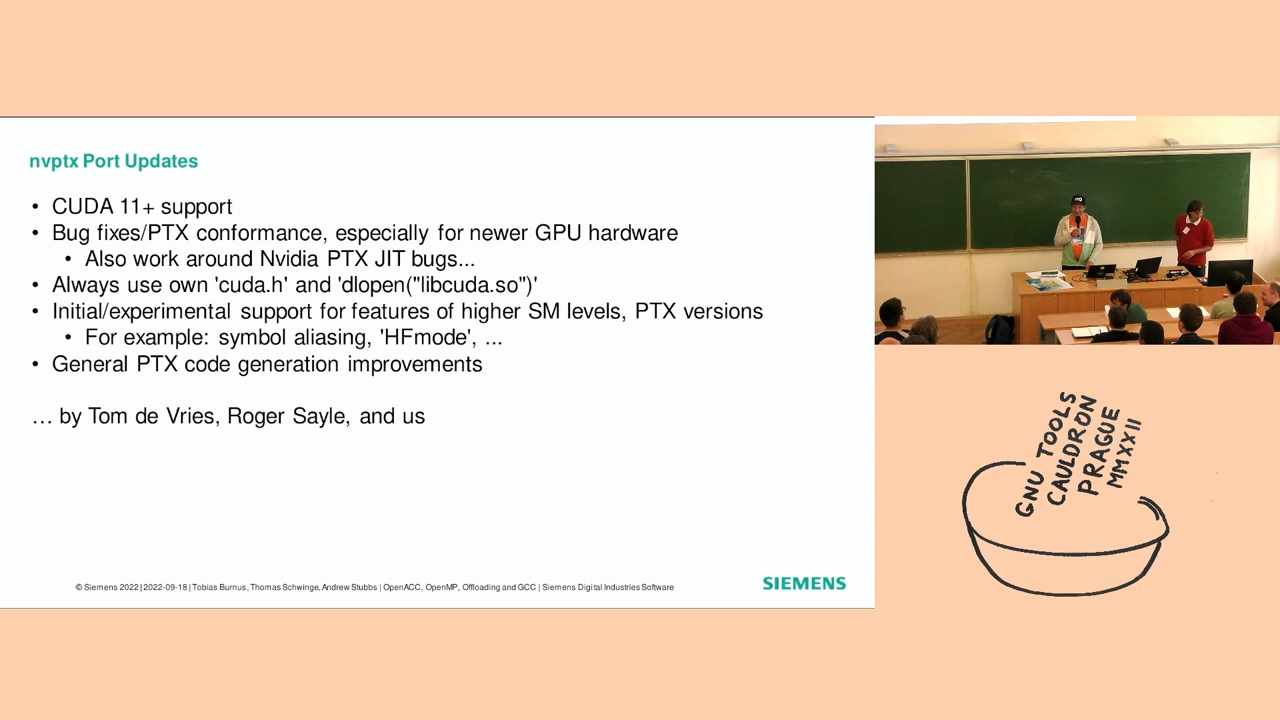 nvptx Port Updates
• CUDA 11+ support
• Bug fixes/PTX conformance, especially for newer GPU hardware
• Also work around Nvidia PTX JIT bugs...
• Always use own 'cuda.h' and 'dlopen("libcuda.so")'
• Initial/experimental support for features of higher SM levels, PTX versions
• For example: symbol aliasing, 'HFmode', ...
• General PTX code generation improvements
… by Tom de Vries, Roger Sayle, and us
© Siemens 2022 | 2022-09-18 | Tobias Burnus, Thomas Schwinge, Andrew Stubbs | OpenACC, OpenMP, Offloading and GCC | Siemens Digital Industries Software
SIEMENS
GNU TOOLS
CAULDRON
PRAGUE
MMXXII